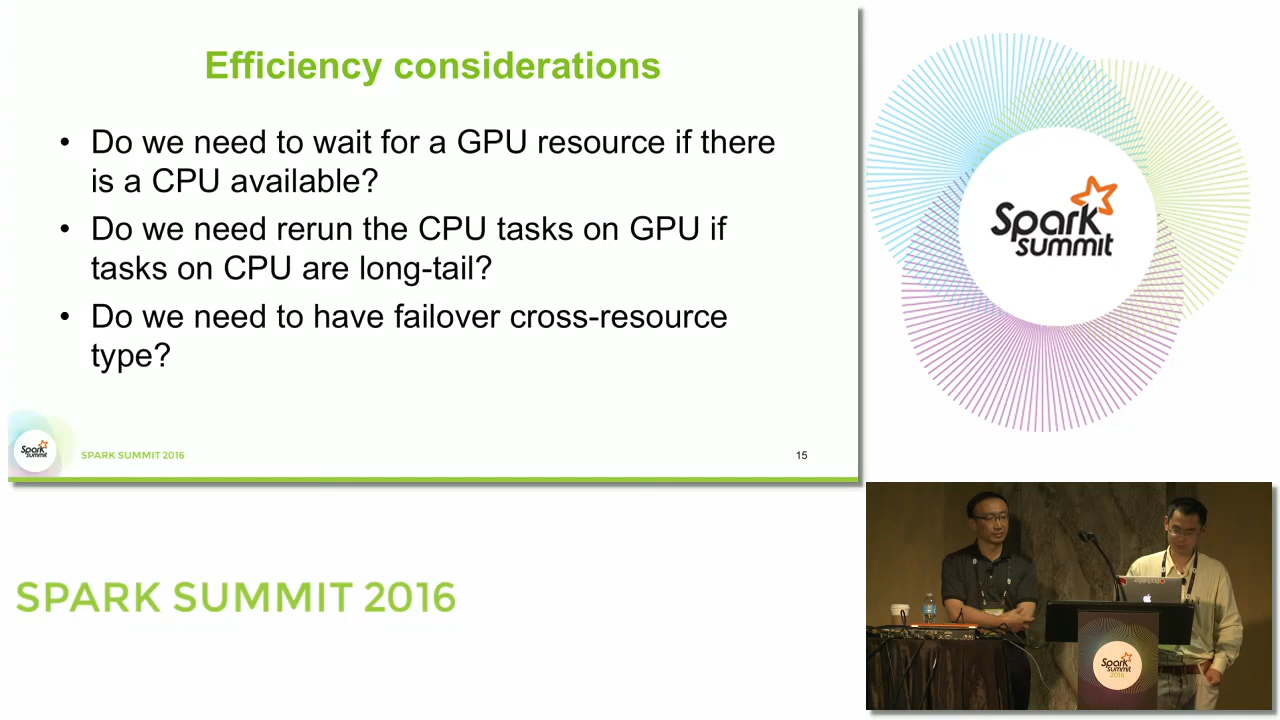 Efficiency considerations
• Do we need to wait for a GPU resource if there
is a CPU available?
• Do we need rerun the CPU tasks on GPU if
tasks on CPU are long-tail?
• Do we need to have failover cross-resource
type?
Spark
summit
SPARK SUMMIT 2016
15
Spark
summit
SPARK SUMMIT 2016
Spark
summit
2016